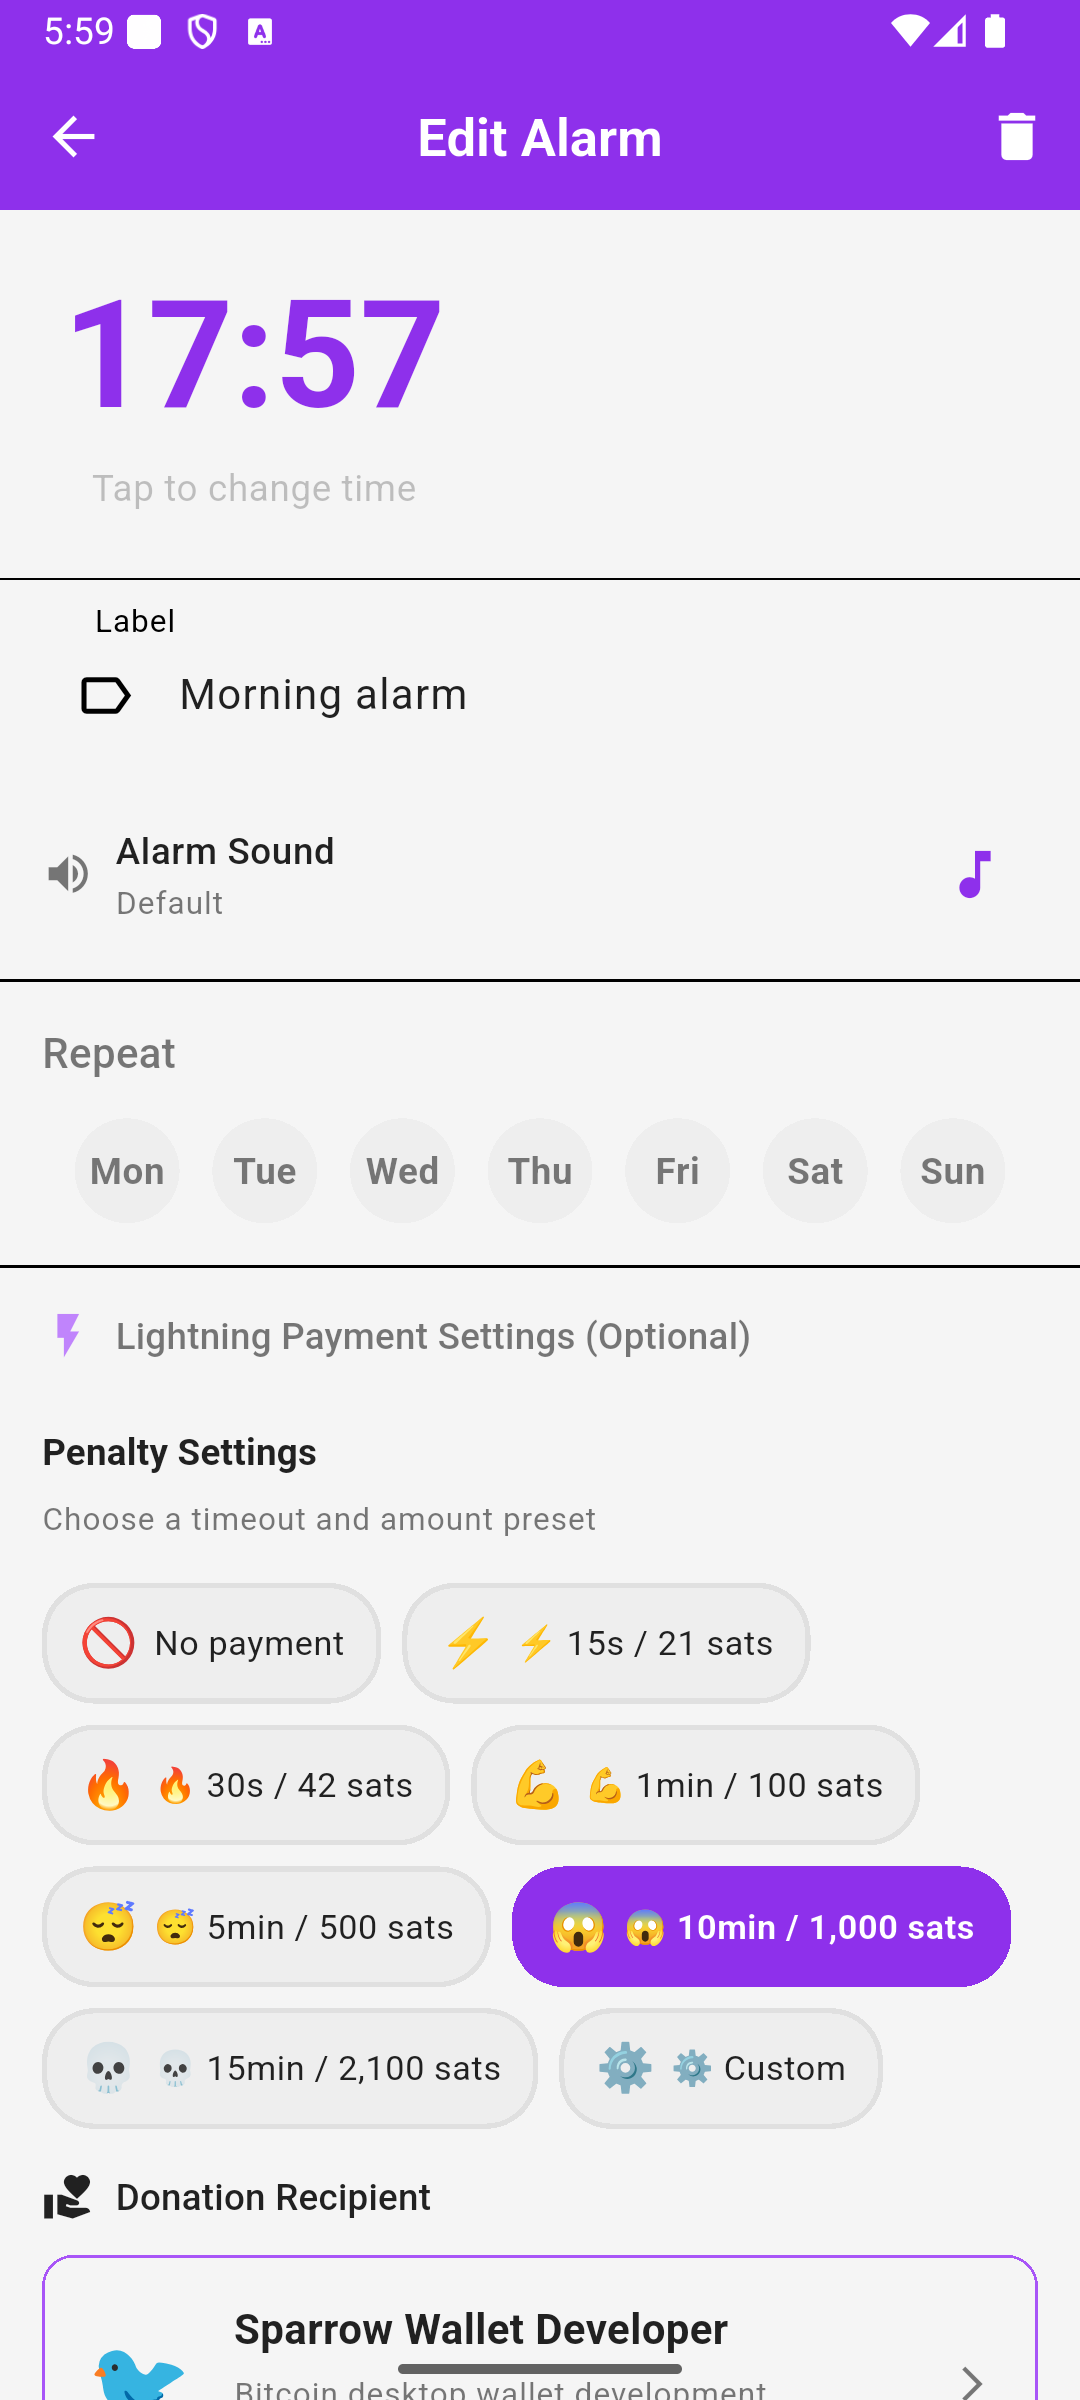 5:59
Edit Alarm
17:57
Tap to change time
Label
Morning alarm
Alarm Sound
Default
Repeat
Mon Tue Wed Thu Fri Sat Sun
Lightning Payment Settings (Optional)
Penalty Settings
Choose a timeout and amount preset
🚫 No payment ⚡ ⚡ 15s / 21 sats
🔥 🔥 30s / 42 sats 💪 💪 1min / 100 sats
😴 😴 5min / 500 sats 😱 😱 10min / 1,000 sats
💀 💀 15min / 2,100 sats ⚙️ ⚙️ Custom
Donation Recipient
Sparrow Wallet Developer
Bitcoin desktop wallet development